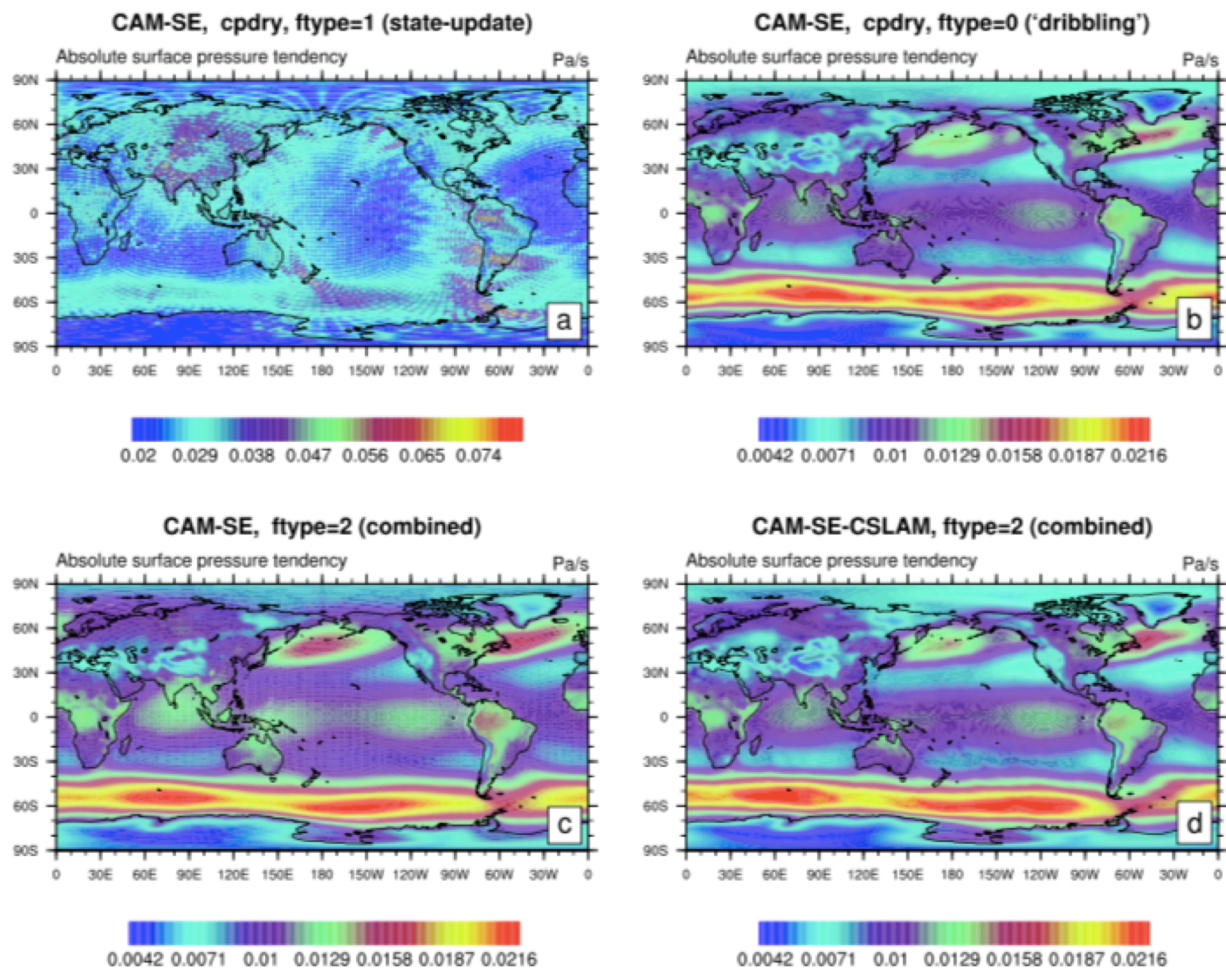 CAM-SE, cpdry, ftype=1 (state-update)
Absolute surface pressure tendency Pa/s
90N
60N
30N
0
30S
60S
90S
a
0 30E 60E 90E 120E 150E 180 150W 120W 90W 60W 30W 0
0.02 0.029 0.038 0.047 0.056 0.065 0.074
CAM-SE, cpdry, ftype=0 (‘dribbling’)
Absolute surface pressure tendency Pa/s
90N
60N
30N
0
30S
60S
90S
b
0 30E 60E 90E 120E 150E 180 150W 120W 90W 60W 30W 0
0.0042 0.0071 0.01 0.0129 0.0158 0.0187 0.0216
CAM-SE, ftype=2 (combined)
Absolute surface pressure tendency Pa/s
90N
60N
30N
0
30S
60S
90S
c
0 30E 60E 90E 120E 150E 180 150W 120W 90W 60W 30W 0
0.0042 0.0071 0.01 0.0129 0.0158 0.0187 0.0216
CAM-SE-CSLAM, ftype=2 (combined)
Absolute surface pressure tendency Pa/s
90N
60N
30N
0
30S
60S
90S
d
0 30E 60E 90E 120E 150E 180 150W 120W 90W 60W 30W 0
0.0042 0.0071 0.01 0.0129 0.0158 0.0187 0.0216